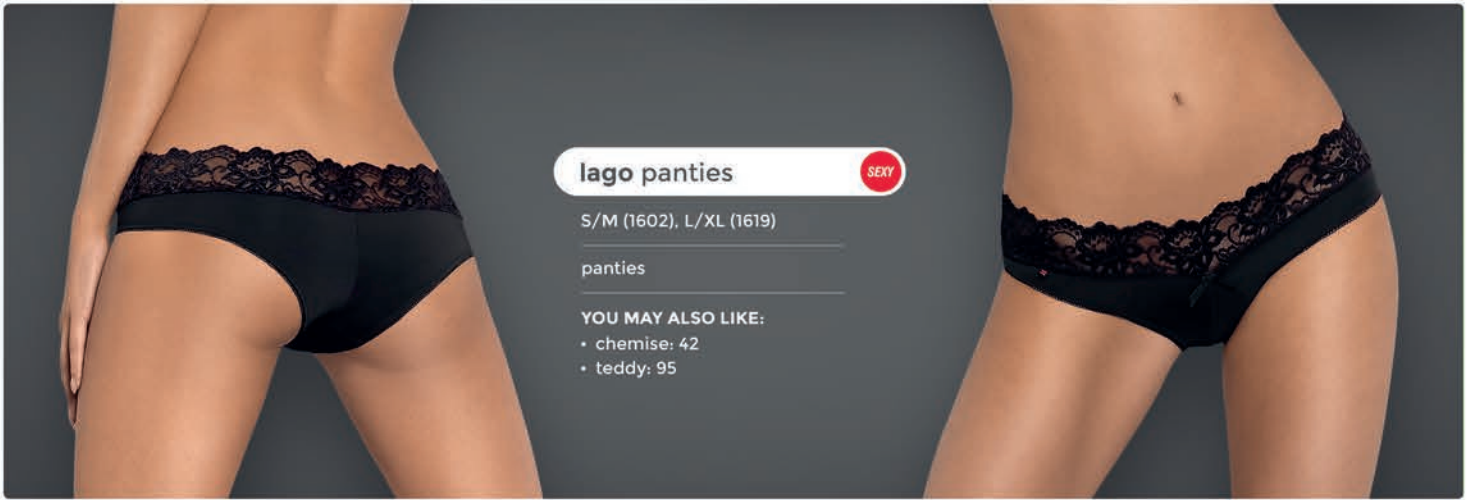 lago panties
SEXY
S/M (1602), L/XL (1619)
panties
YOU MAY ALSO LIKE:
• chemise: 42
• teddy: 95